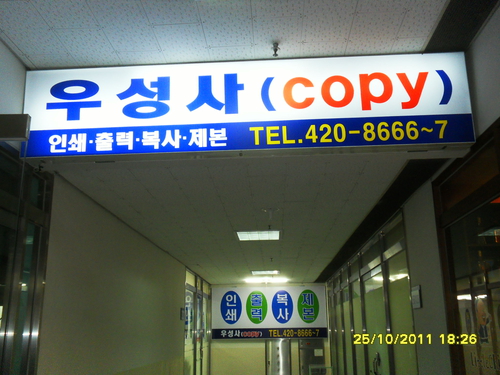 우성사(copy)
인쇄·출력·복사·제본 TEL.420-8666~7
인쇄 출력 복사 제본
우성사(copy) TEL.420-8666~7
25/10/2011 18:26